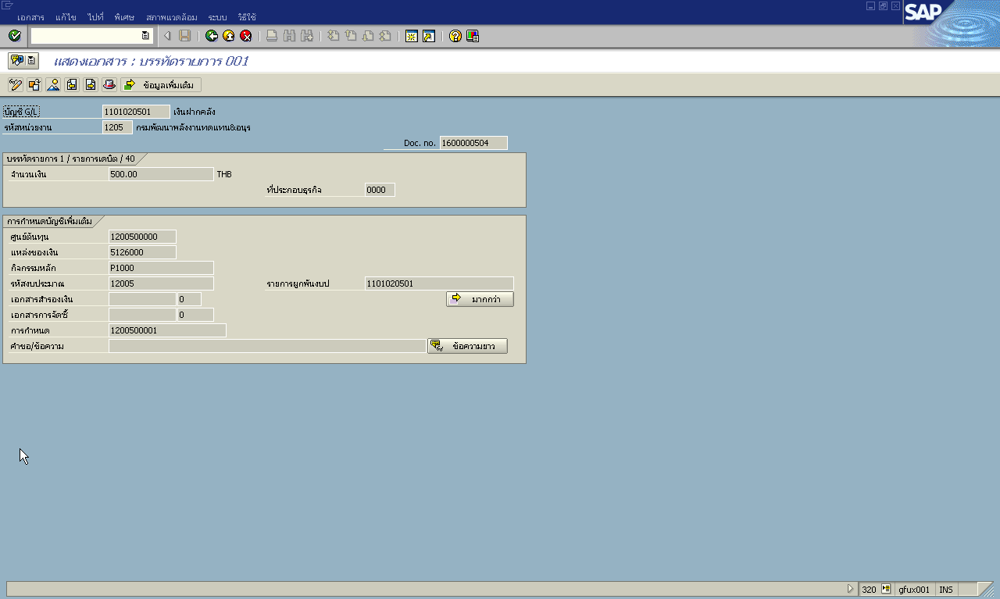 เอกสาร แก้ไข ไปที่ พิเศษ สภาพแวดล้อม ระบบ วิธีใช้
SAP
แสดงเอกสาร : บรรทัดรายการ 001
ข้อมูลเพิ่มเติม
บัญชี G/L 1101020501 เงินฝากคลัง
รหัสหน่วยงาน 1205 กรมพัฒนาพลังงานทดแทน&อนุร
Doc. no. 1600000504
บรรทัดรายการ 1 / รายการเดบิต / 40
จำนวนเงิน 500.00 THB
ที่ประกอบธุรกิจ 0000
การกำหนดบัญชีเพิ่มเติม
ศูนย์ต้นทุน 1200500000
แหล่งของเงิน 5126000
กิจกรรมหลัก P1000
รหัสงบประมาณ 12005 รายการผูกพันงบป 1101020501
เอกสารสำรองเงิน 0 มากกว่า
เอกสารการจัดซื้ 0
การกำหนด 1200500001
คำขอ/ข้อความ ข้อความยาว
320 gfux001 INS